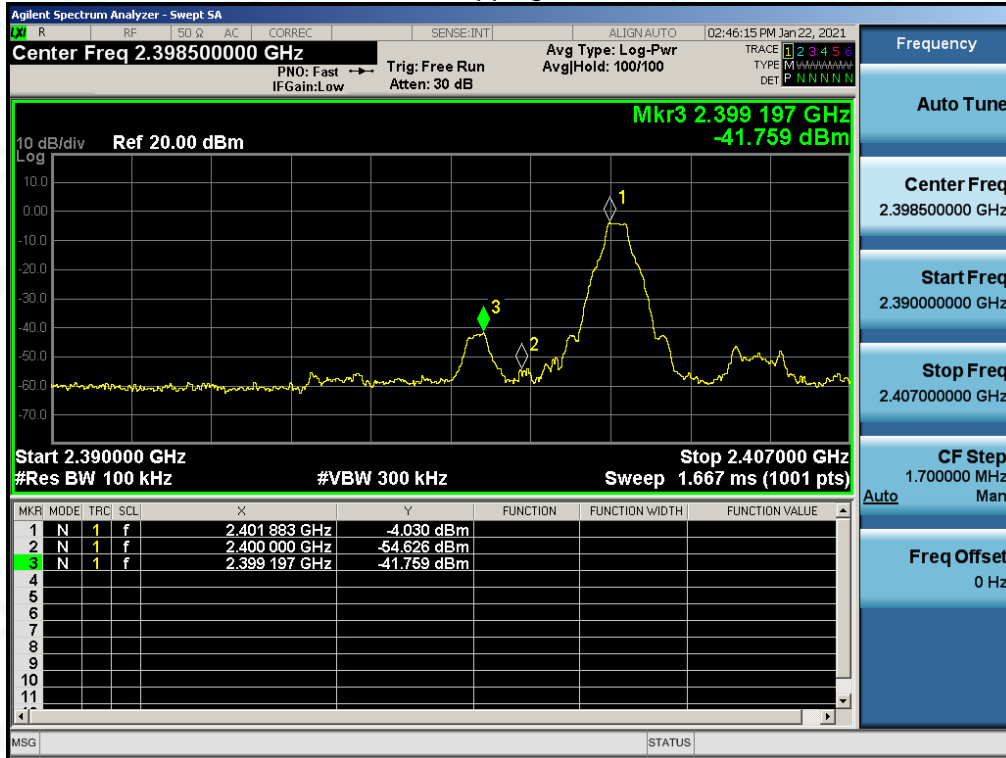 Agilent Spectrum Analyzer - Swept SA
LXI R RF 50 Ω AC CORREC SENSE:INT ALIGN AUTO 02:46:15 PM Jan 22, 2021
Center Freq 2.398500000 GHz
PNO: Fast
IFGain:Low
Trig: Free Run
Atten: 30 dB
Avg Type: Log-Pwr
Avg|Hold: 100/100
TRACE 1 2 3 4 5 6
TYPE M WWWWW
DET P N N N N N
Mkr3 2.399 197 GHz
-41.759 dBm
10 dB/div Ref 20.00 dBm
Log
10.0
0.00
-10.0
-20.0
-30.0
-40.0
-50.0
-60.0
-70.0
1
2
3
Start 2.390000 GHz Stop 2.407000 GHz
#Res BW 100 kHz #VBW 300 kHz Sweep 1.667 ms (1001 pts)
MKR MODE TRC SCL X Y FUNCTION FUNCTION WIDTH FUNCTION VALUE
1 N 1 f 2.401 883 GHz -4.030 dBm
2 N 1 f 2.400 000 GHz -54.626 dBm
3 N 1 f 2.399 197 GHz -41.759 dBm
4
5
6
7
8
9
10
11
MSG STATUS
Frequency
Auto Tune
Center Freq
2.398500000 GHz
Start Freq
2.390000000 GHz
Stop Freq
2.407000000 GHz
CF Step
1.700000 MHz
Auto Man
Freq Offset
0 Hz